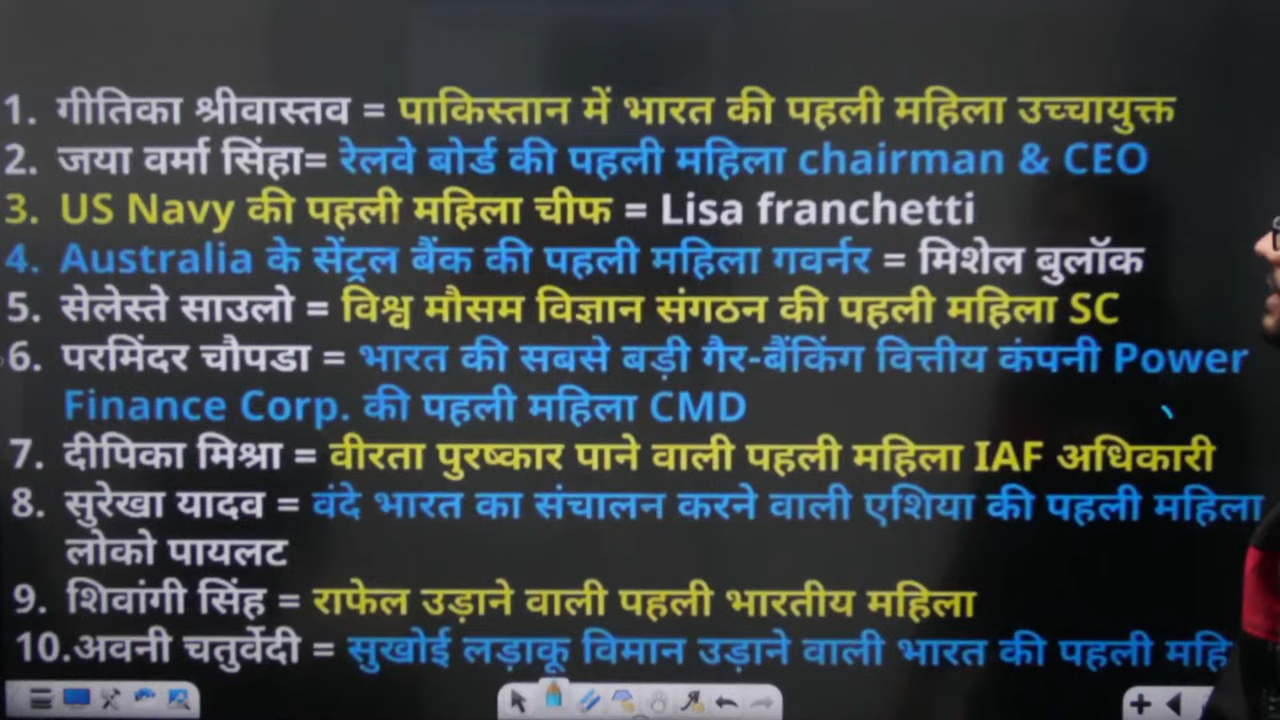 1. गीतिका श्रीवास्तव = पाकिस्तान में भारत की पहली महिला उच्चायुक्त
2. जया वर्मा सिंहा= रेलवे बोर्ड की पहली महिला chairman & CEO
3. US Navy की पहली महिला चीफ = Lisa franchetti
4. Australia के सेंट्रल बैंक की पहली महिला गवर्नर = मिशेल बुलॉक
5. सेलेस्ते साउलो = विश्व मौसम विज्ञान संगठन की पहली महिला SC
6. परमिंदर चौपडा = भारत की सबसे बड़ी गैर-बैंकिंग वित्तीय कंपनी Power
Finance Corp. की पहली महिला CMD
7. दीपिका मिश्रा = वीरता पुरष्कार पाने वाली पहली महिला IAF अधिकारी
8. सुरेखा यादव = वंदे भारत का संचालन करने वाली एशिया की पहली महिला
लोको पायलट
9. शिवांगी सिंह = राफेल उड़ाने वाली पहली भारतीय महिला
10.अवनी चतुर्वेदी = सुखोई लड़ाकू विमान उड़ाने वाली भारत की पहली महि